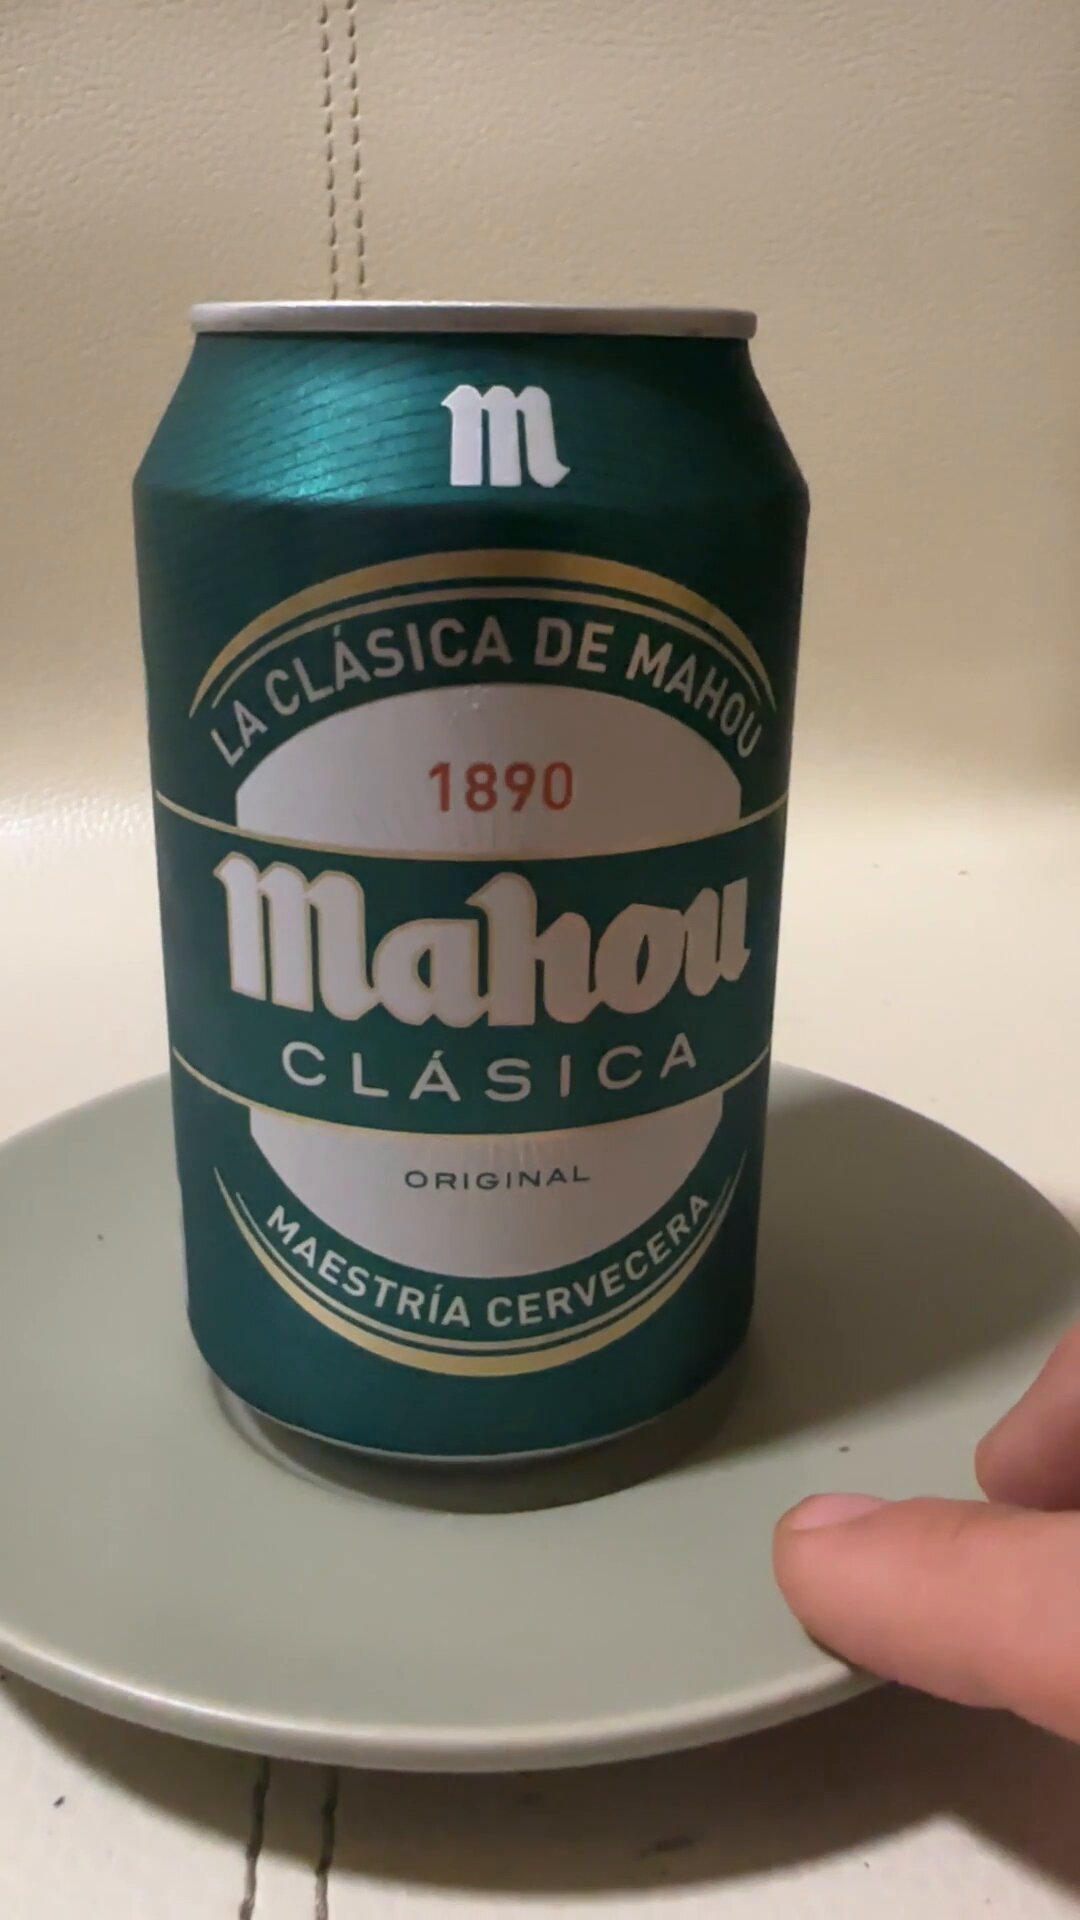 m
LA CLÁSICA DE MAHOU
1890
Mahou
CLÁSICA
ORIGINAL
MAESTRÍA CERVECERA